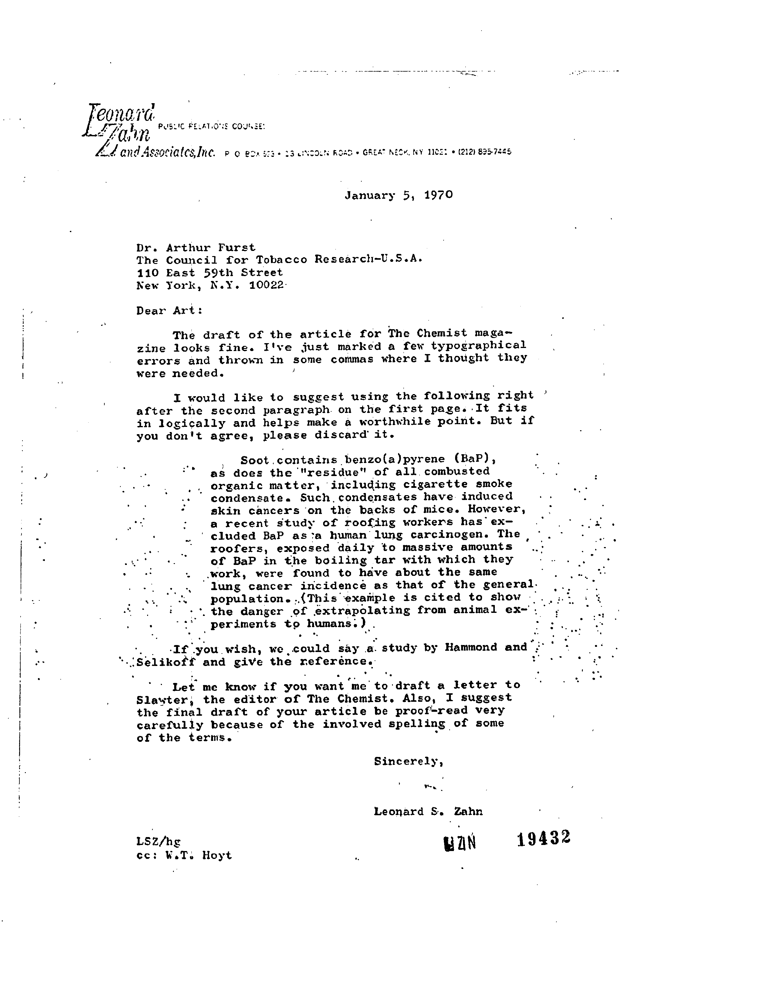 Leonard
Zahn PUBLIC RELATIONS COUNSEL
and Associates, Inc. P O BOX 573 • 15 LINCOLN ROAD • GREAT NECK, NY 11021 • (212) 895-7445
January 5, 1970
Dr. Arthur Furst
The Council for Tobacco Research-U.S.A.
110 East 59th Street
New York, N.Y. 10022
Dear Art:
The draft of the article for The Chemist maga-
zine looks fine. I've just marked a few typographical
errors and thrown in some commas where I thought they
were needed.
I would like to suggest using the following right
after the second paragraph on the first page. It fits
in logically and helps make a worthwhile point. But if
you don't agree, please discard it.
Soot contains benzo(a)pyrene (BaP),
as does the "residue" of all combusted
organic matter, including cigarette smoke
condensate. Such condensates have induced
skin cancers on the backs of mice. However,
a recent study of roofing workers has ex-
cluded BaP as a human lung carcinogen. The
roofers, exposed daily to massive amounts
of BaP in the boiling tar with which they
work, were found to have about the same
lung cancer incidence as that of the general
population. (This example is cited to show
the danger of extrapolating from animal ex-
periments to humans.)
If you wish, we could say a study by Hammond and
Selikoff and give the reference.
Let me know if you want me to draft a letter to
Slawter, the editor of The Chemist. Also, I suggest
the final draft of your article be proof-read very
carefully because of the involved spelling of some
of the terms.
Sincerely,
Leonard S. Zahn
LSZ/hg
cc: W.T. Hoyt
19432